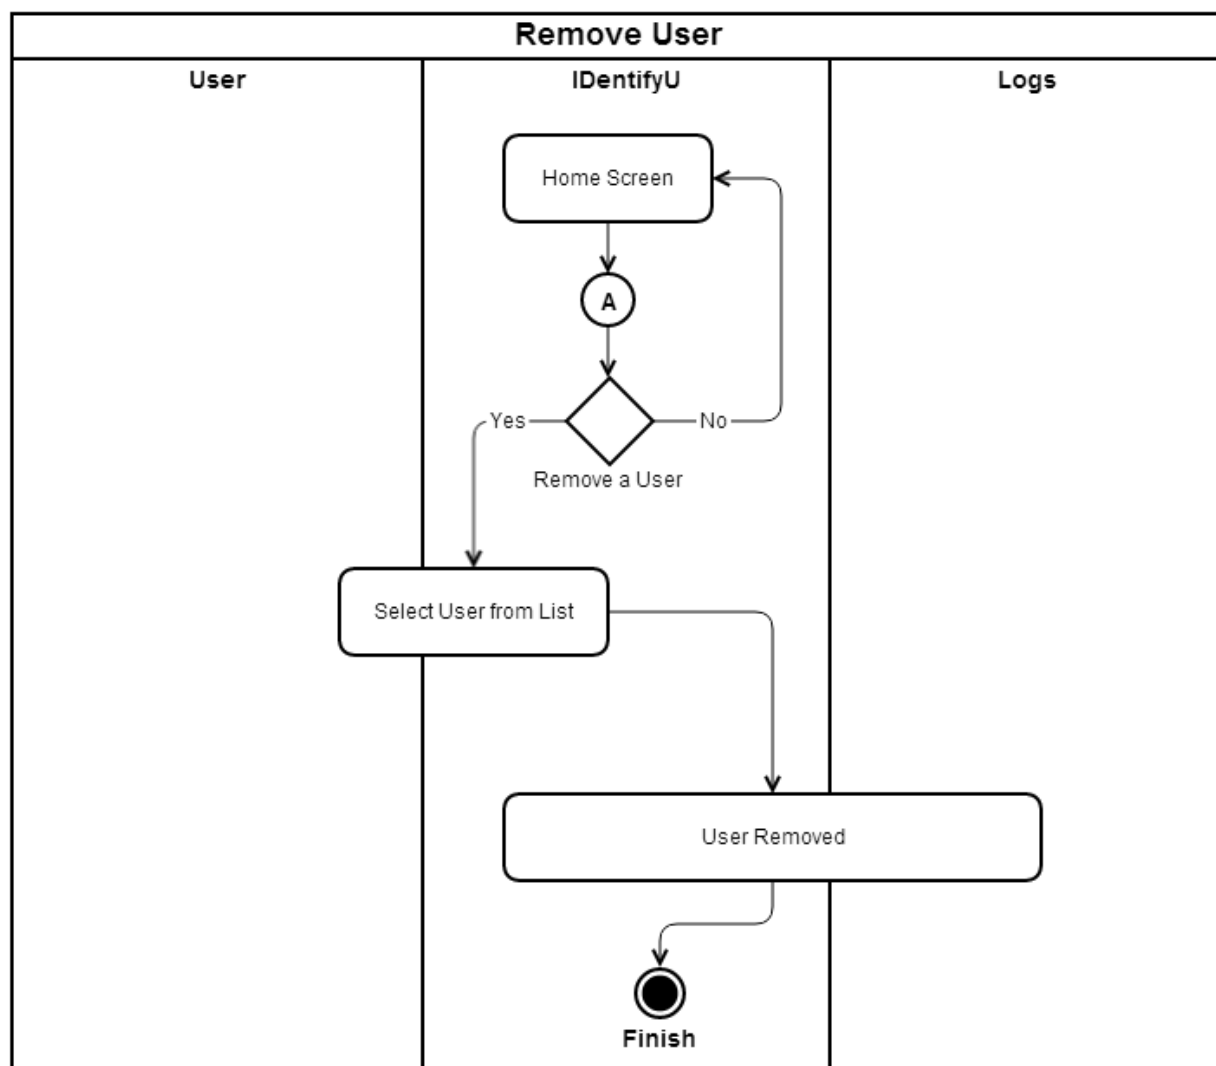 Remove User
User
IDentifyU
Logs
Home Screen
A
Yes
No
Remove a User
Select User from List
User Removed
Finish